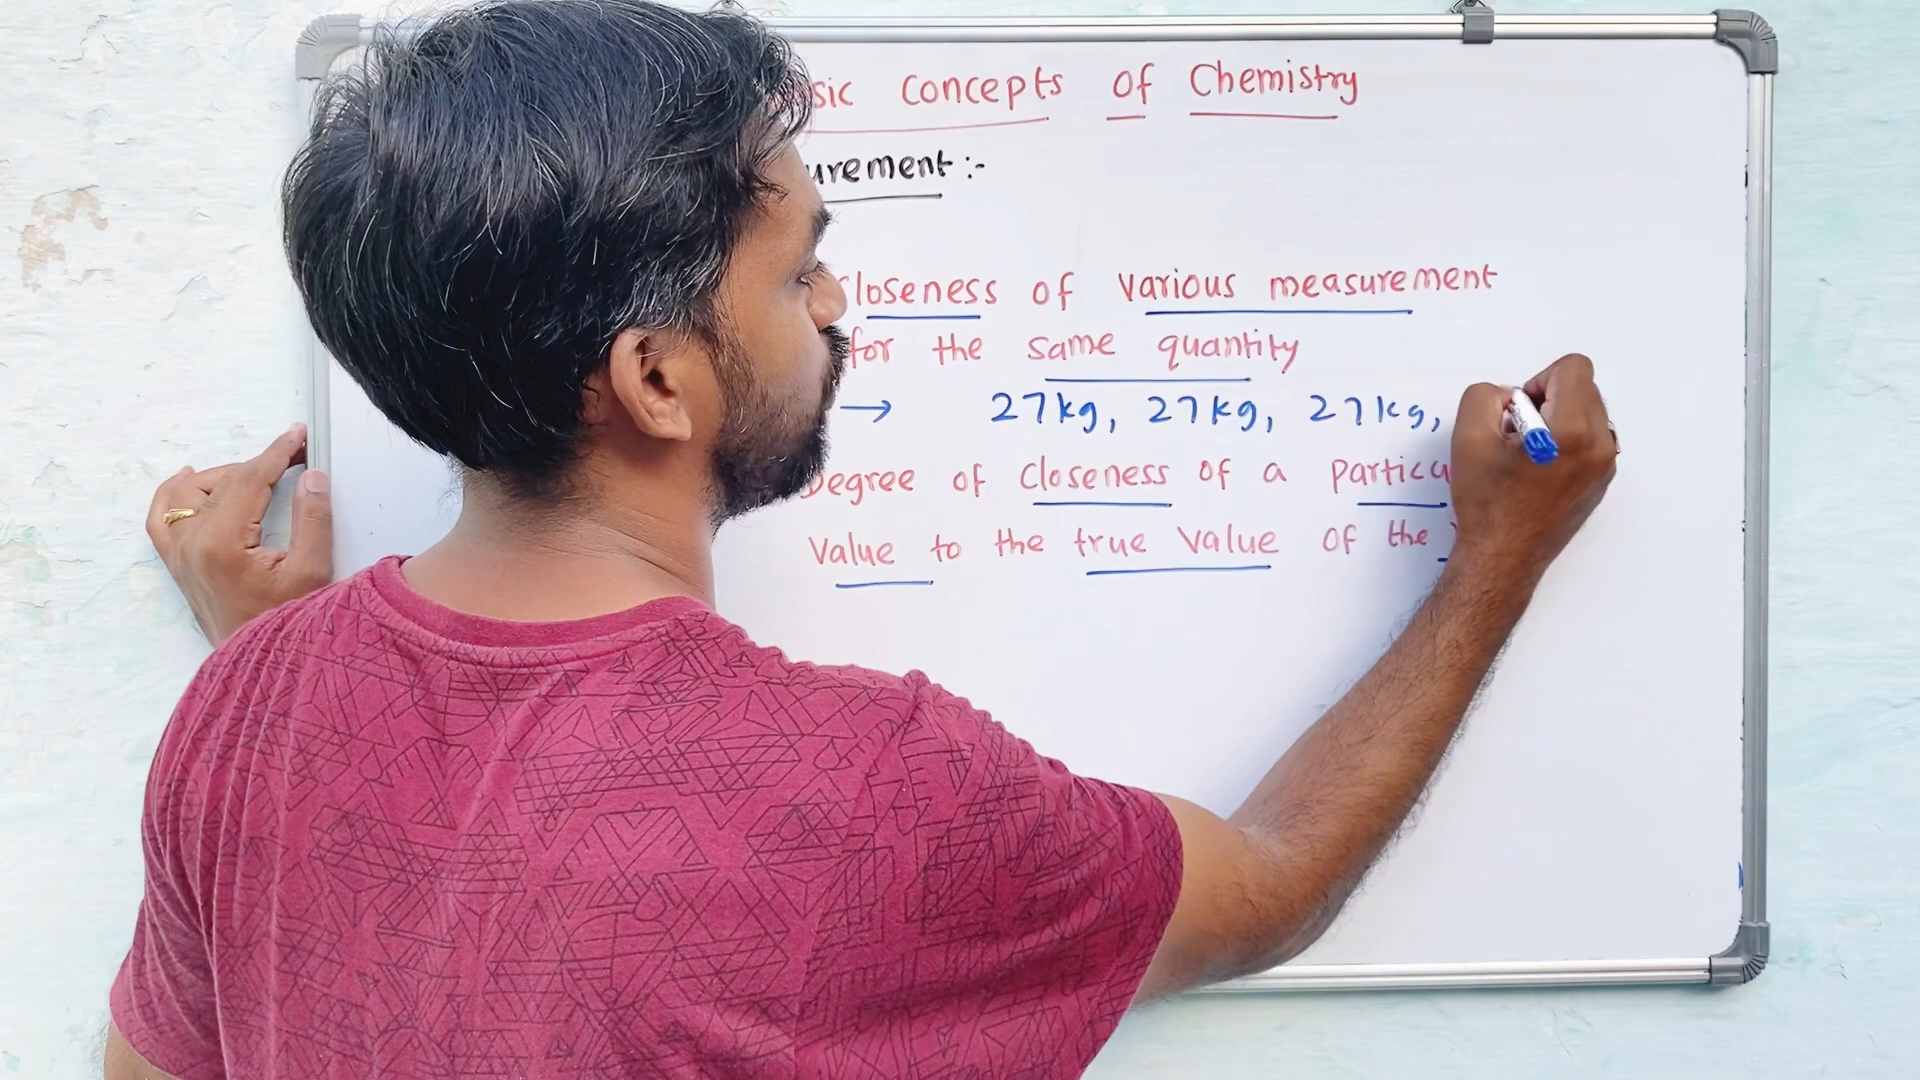 sic concepts of Chemistry
urement :-
closeness of various measurement
for the same quantity
→ 27kg, 27kg, 27kg,
Degree of closeness of a particu
value to the true value of the